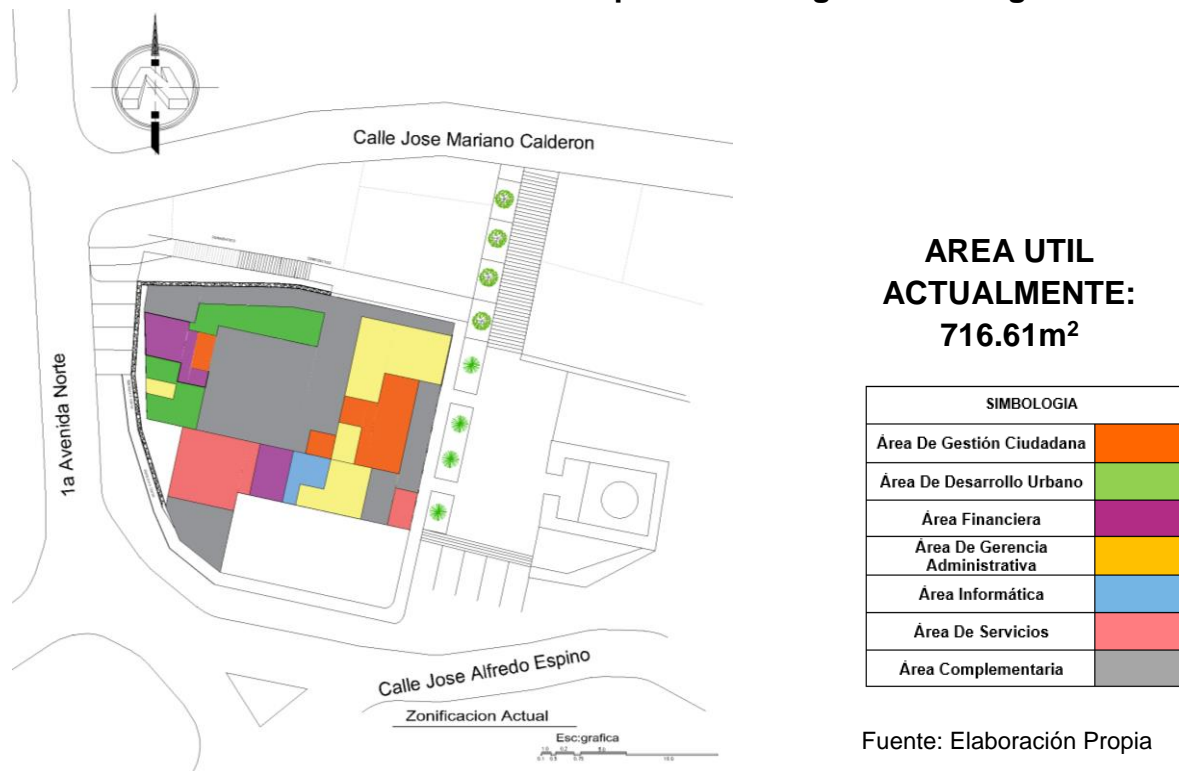 Calle Jose Mariano Calderon
1a Avenida Norte
Calle Jose Alfredo Espino
Zonificacion Actual
Esc:grafica
AREA UTIL
ACTUALMENTE:
716.61m²
SIMBOLOGIA
Área De Gestión Ciudadana
Área De Desarrollo Urbano
Área Financiera
Área De Gerencia
Administrativa
Área Informática
Área De Servicios
Área Complementaria
Fuente: Elaboración Propia